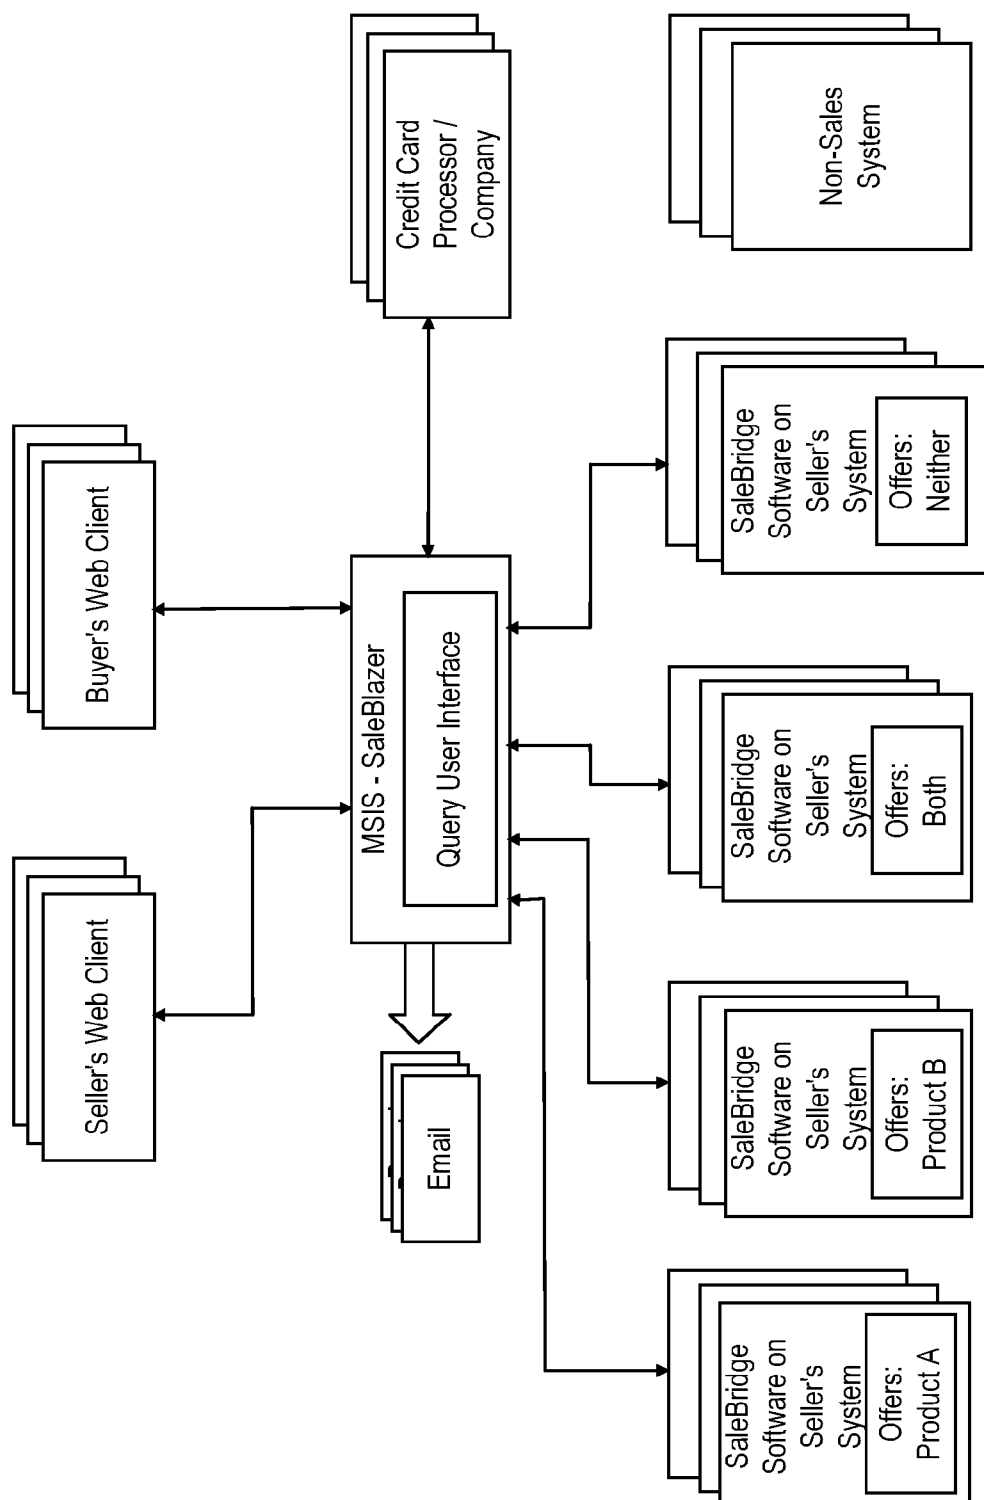 Seller's Web Client
Buyer's Web Client
Email
MSIS - SaleBlazer
Query User Interface
Credit Card
Processor /
Company
SaleBridge
Software on
Seller's
System
Offers:
Product A
SaleBridge
Software on
Seller's
System
Offers:
Product B
SaleBridge
Software on
Seller's
System
Offers:
Both
SaleBridge
Software on
Seller's
System
Offers:
Neither
Non-Sales
System